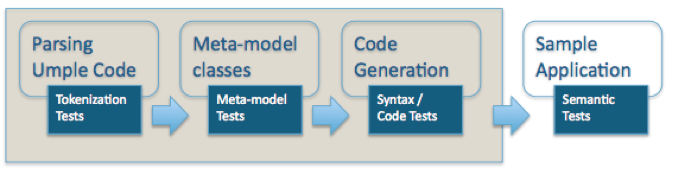 Parsing
Umple Code
Tokenization
Tests
Meta-model
classes
Meta-model
Tests
Code
Generation
Syntax /
Code Tests
Sample
Application
Semantic
Tests